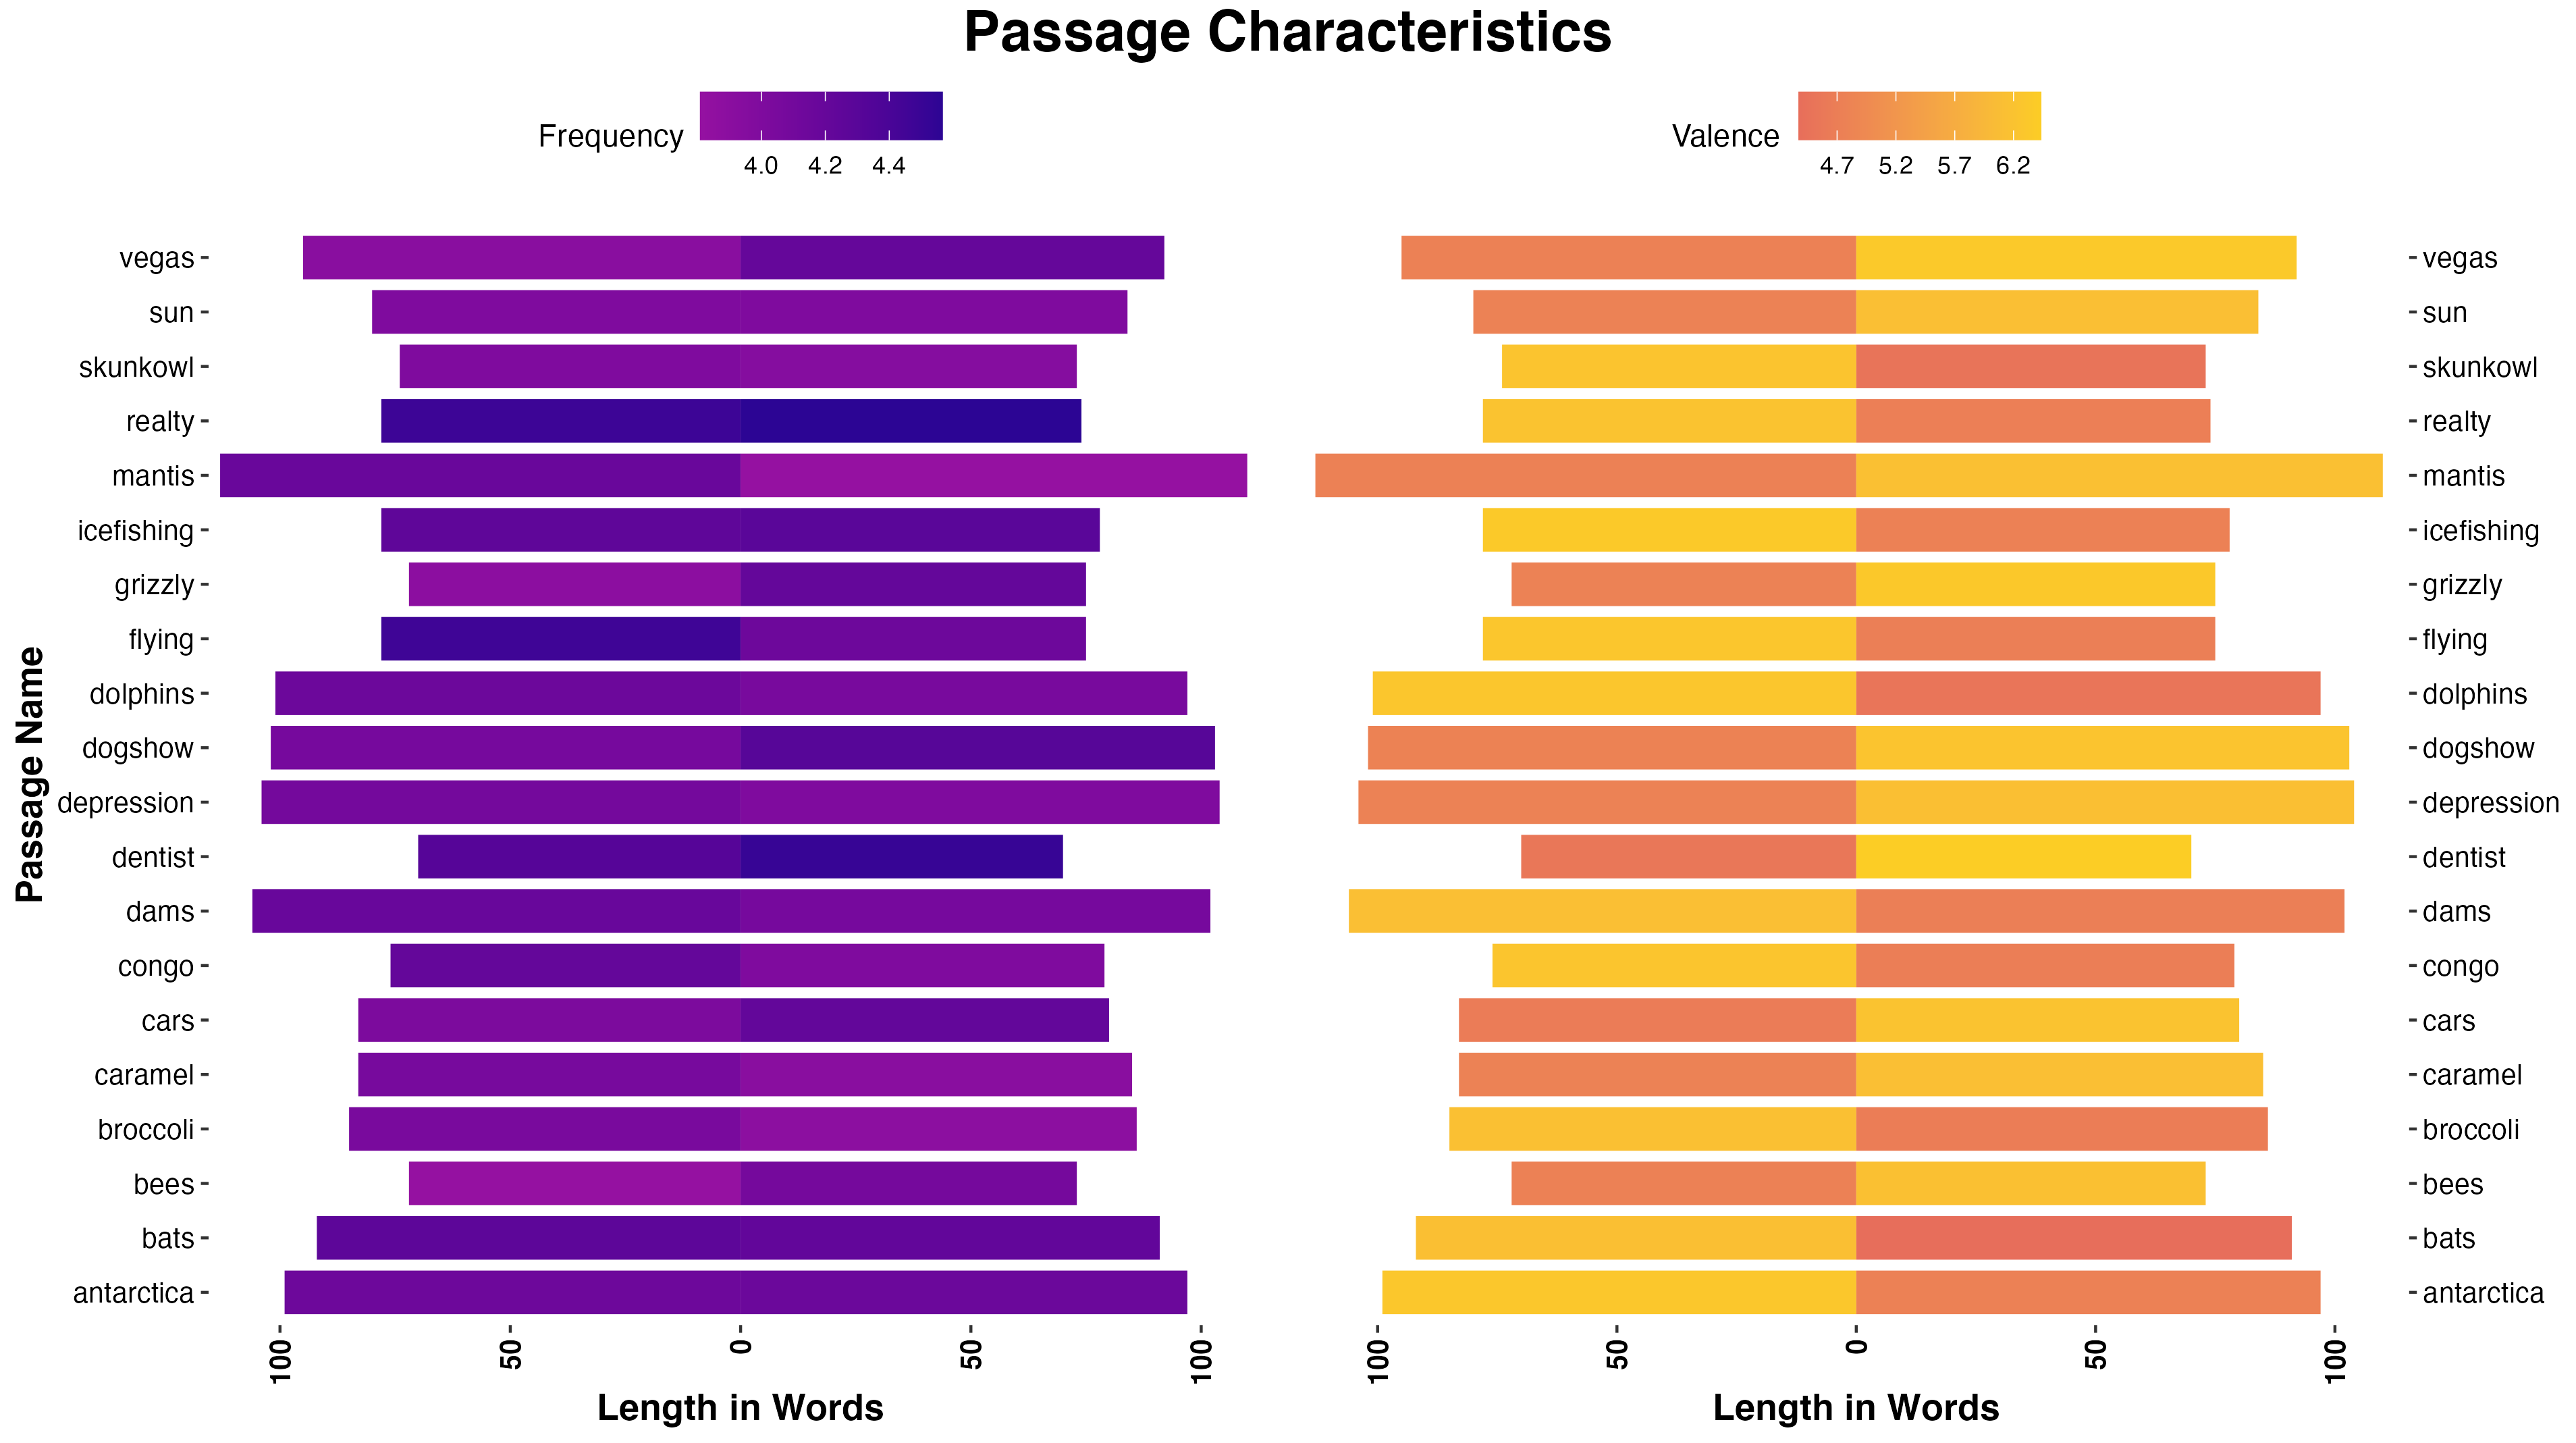 Passage Characteristics
Frequency
4.0 4.2 4.4
Valence
4.7 5.2 5.7 6.2
Passage Name
vegas
sun
skunkowl
realty
mantis
icefishing
grizzly
flying
dolphins
dogshow
depression
dentist
dams
congo
cars
caramel
broccoli
bees
bats
antarctica
100 50 0 50 100
Length in Words
vegas
sun
skunkowl
realty
mantis
icefishing
grizzly
flying
dolphins
dogshow
depression
dentist
dams
congo
cars
caramel
broccoli
bees
bats
antarctica
100 50 0 50 100
Length in Words